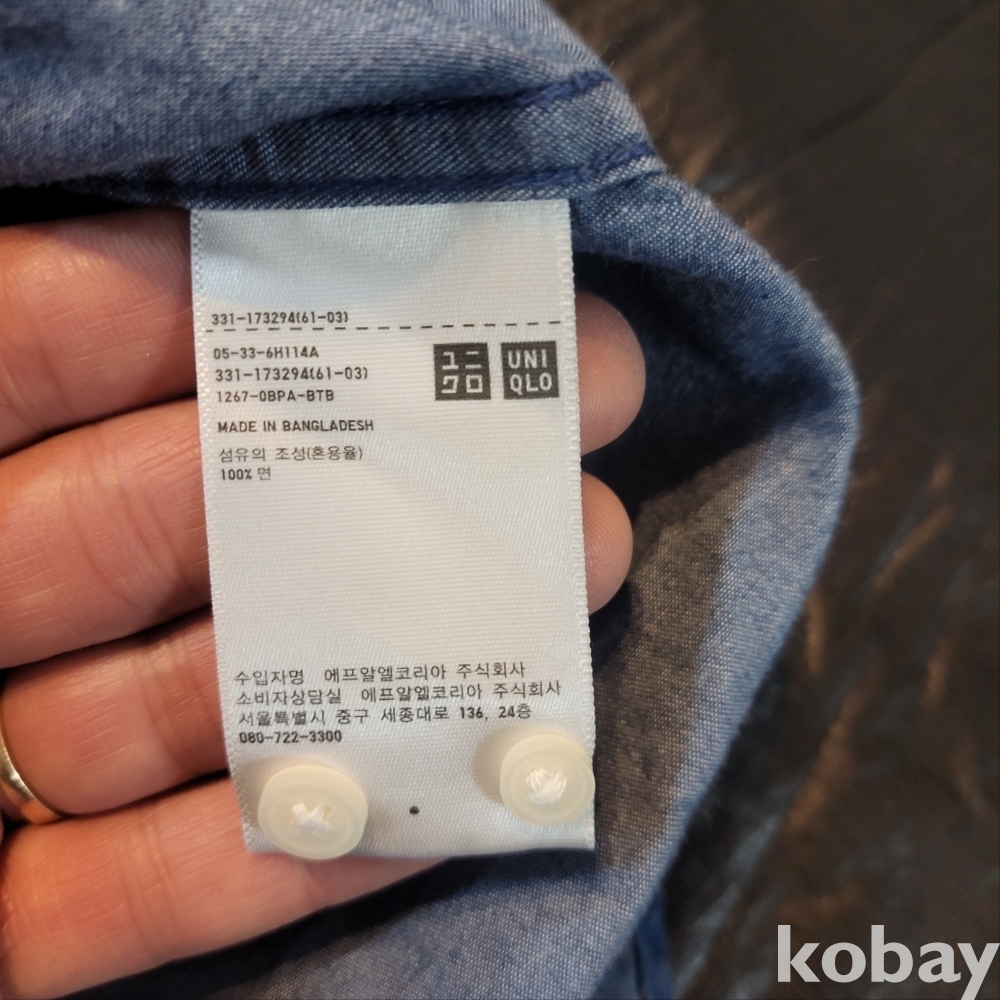 331-173294(61-03)
05-33-6H114A
331-173294(61-03)
1267-0BPA-BTB
ユニ
クロ
UNI
QLO
MADE IN BANGLADESH
섬유의 조성(혼용율)
100% 면
수입자명 에프알엘코리아 주식회사
소비자상담실 에프알엘코리아 주식회사
서울특별시 중구 세종대로 136, 24층
080-722-3300
kobay